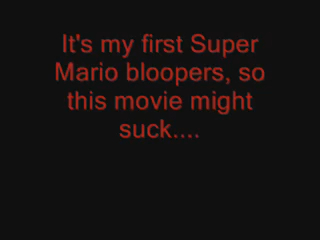 It's my first Super
Mario bloopers, so
this movie might
suck....